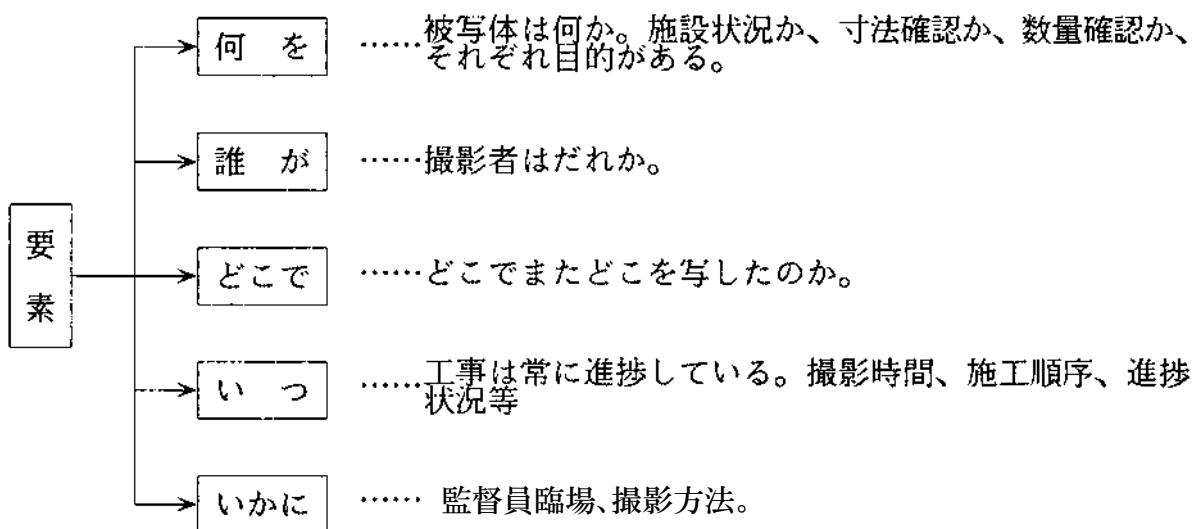 何を ……被写体は何か。施設状況か、寸法確認か、数量確認か、
それぞれ目的がある。
誰が ……撮影者はだれか。
要素
どこで ……どこでまたどこを写したのか。
いつ ……工事は常に進捗している。撮影時間、施工順序、進捗
状況等
いかに …… 監督員臨場、撮影方法。